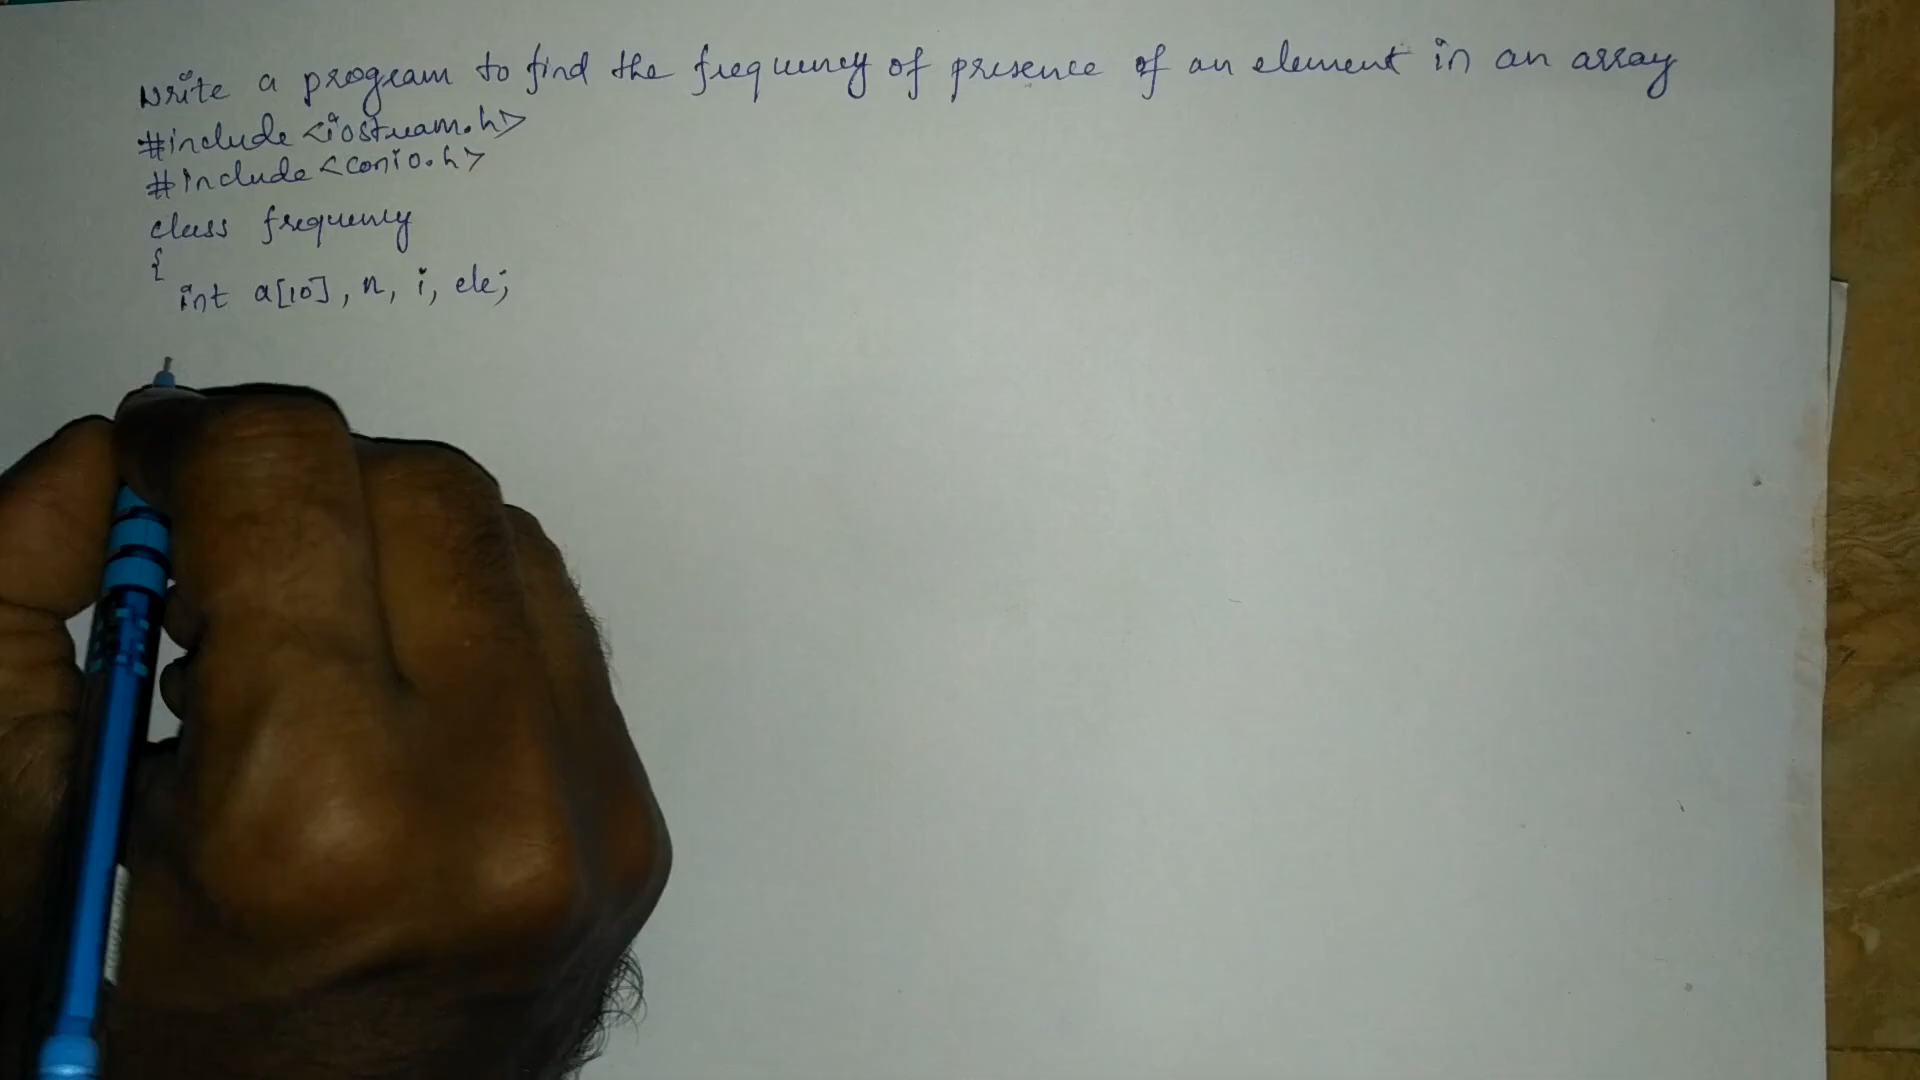 Write a program to find the frequency of presence of an element in an array
#include <iostream.h>
#include <conio.h>
class frequency
{
int a[10], n, i, ele;